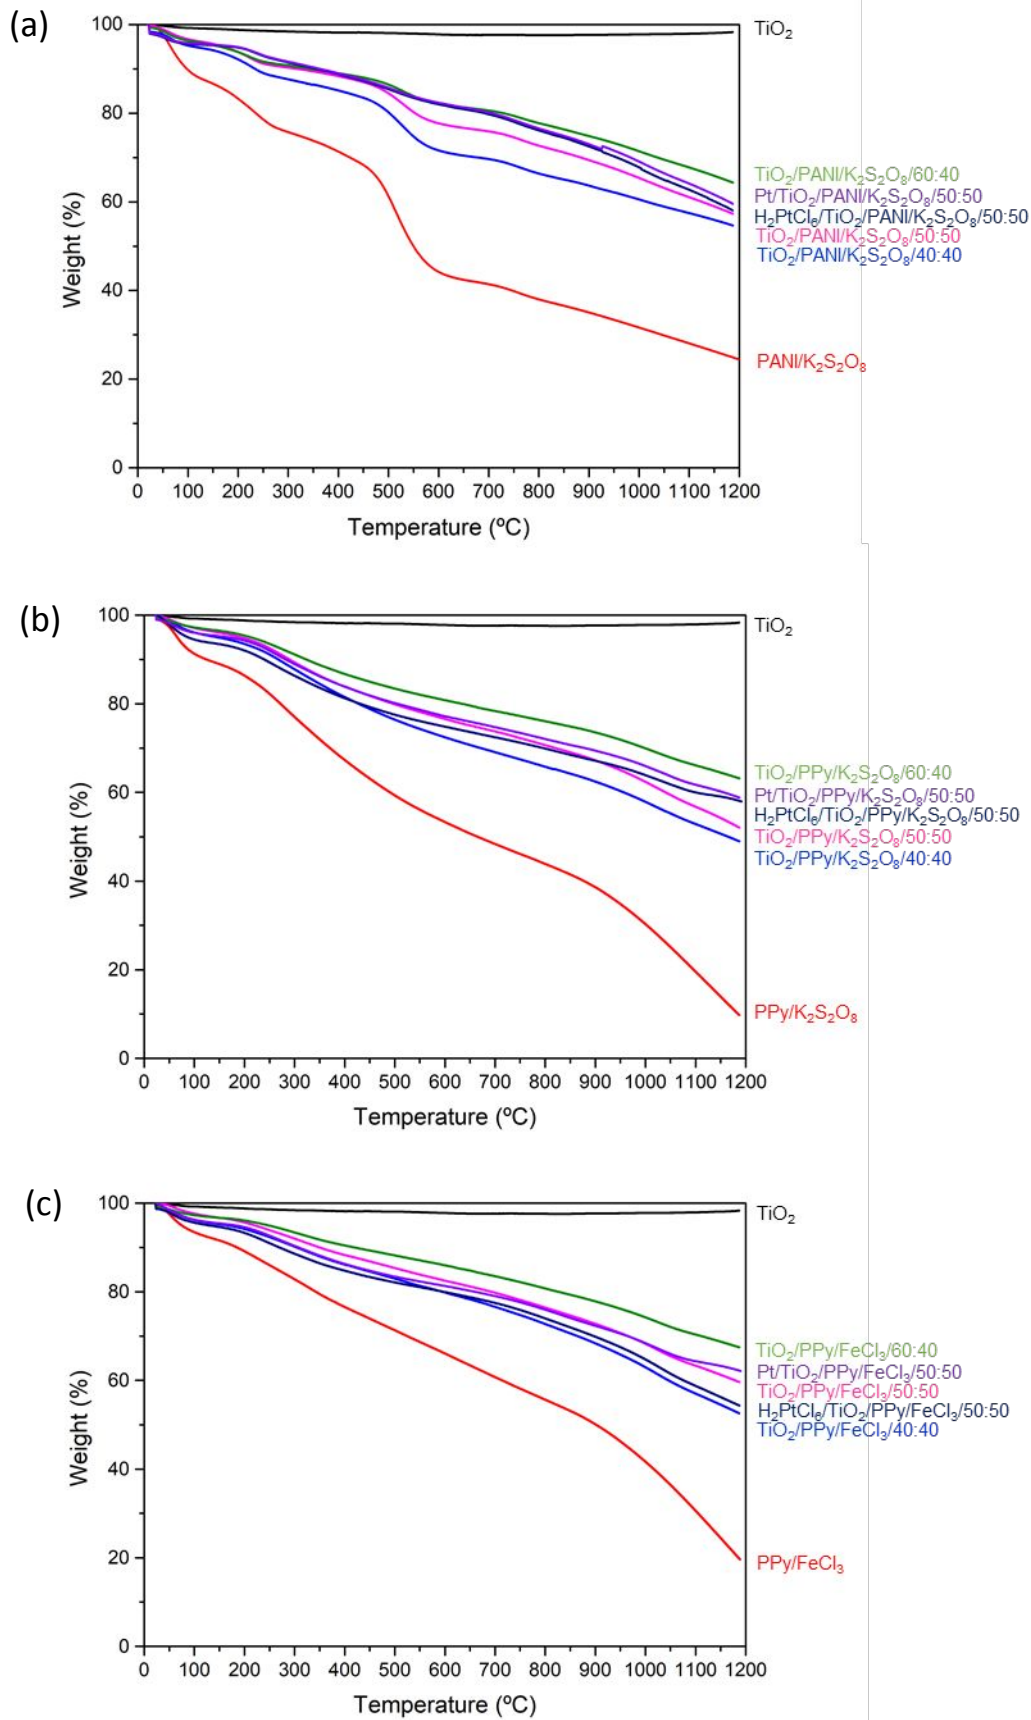 (a)
100
80
60
40
20
0
Weight (%)
0 100 200 300 400 500 600 700 800 900 1000 1100 1200
Temperature (ºC)
TiO₂
TiO₂/PANI/K₂S₂O₈/60:40
Pt/TiO₂/PANI/K₂S₂O₈/50:50
H₂PtCl₆/TiO₂/PANI/K₂S₂O₈/50:50
TiO₂/PANI/K₂S₂O₈/50:50
TiO₂/PANI/K₂S₂O₈/40:40
PANI/K₂S₂O₈
(b)
100
80
60
40
20
0
Weight (%)
0 100 200 300 400 500 600 700 800 900 1000 1100 1200
Temperature (ºC)
TiO₂
TiO₂/PPy/K₂S₂O₈/60:40
Pt/TiO₂/PPy/K₂S₂O₈/50:50
H₂PtCl₆/TiO₂/PPy/K₂S₂O₈/50:50
TiO₂/PPy/K₂S₂O₈/50:50
TiO₂/PPy/K₂S₂O₈/40:40
PPy/K₂S₂O₈
(c)
100
80
60
40
20
0
Weight (%)
0 100 200 300 400 500 600 700 800 900 1000 1100 1200
Temperature (ºC)
TiO₂
TiO₂/PPy/FeCl₃/60:40
Pt/TiO₂/PPy/FeCl₃/50:50
TiO₂/PPy/FeCl₃/50:50
H₂PtCl₆/TiO₂/PPy/FeCl₃/50:50
TiO₂/PPy/FeCl₃/40:40
PPy/FeCl₃